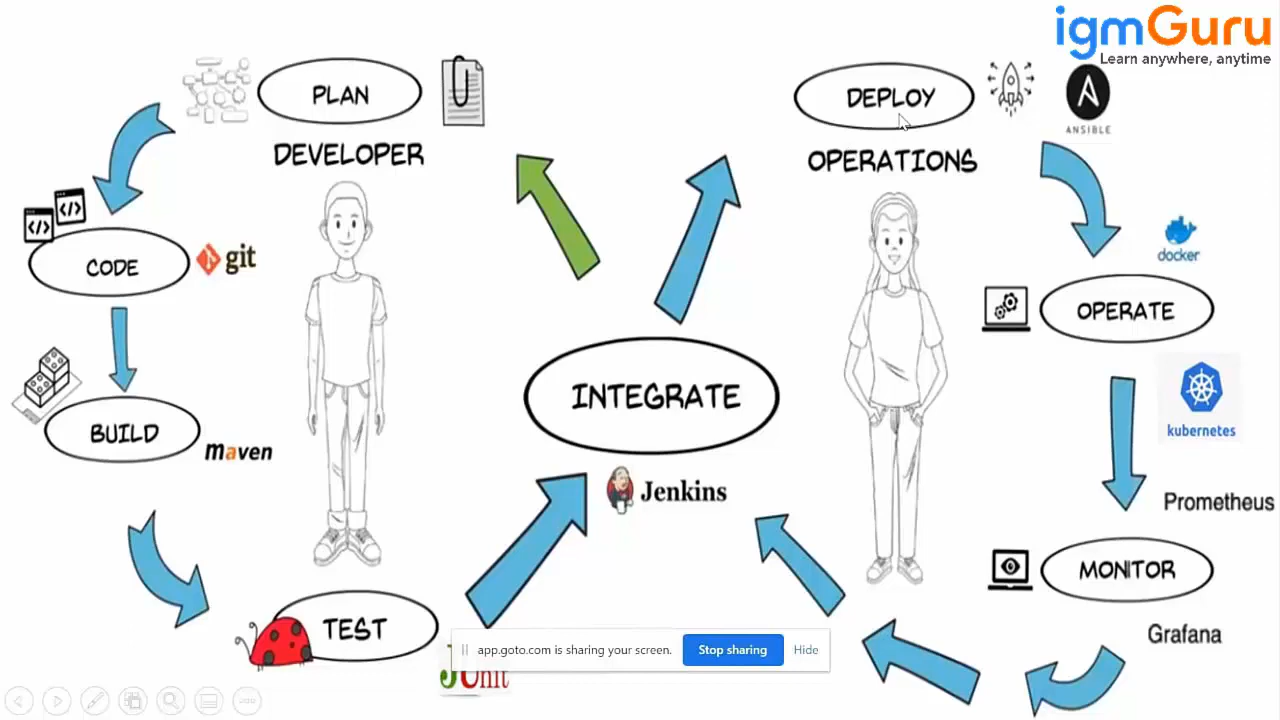 igmGuru
Learn anywhere, anytime
PLAN
DEVELOPER
</>
</>
CODE
git
BUILD
maven
TEST
JUnit
INTEGRATE
Jenkins
DEPLOY
ANSIBLE
OPERATIONS
docker
OPERATE
kubernetes
Prometheus
MONITOR
Grafana
app.goto.com is sharing your screen.
Stop sharing
Hide